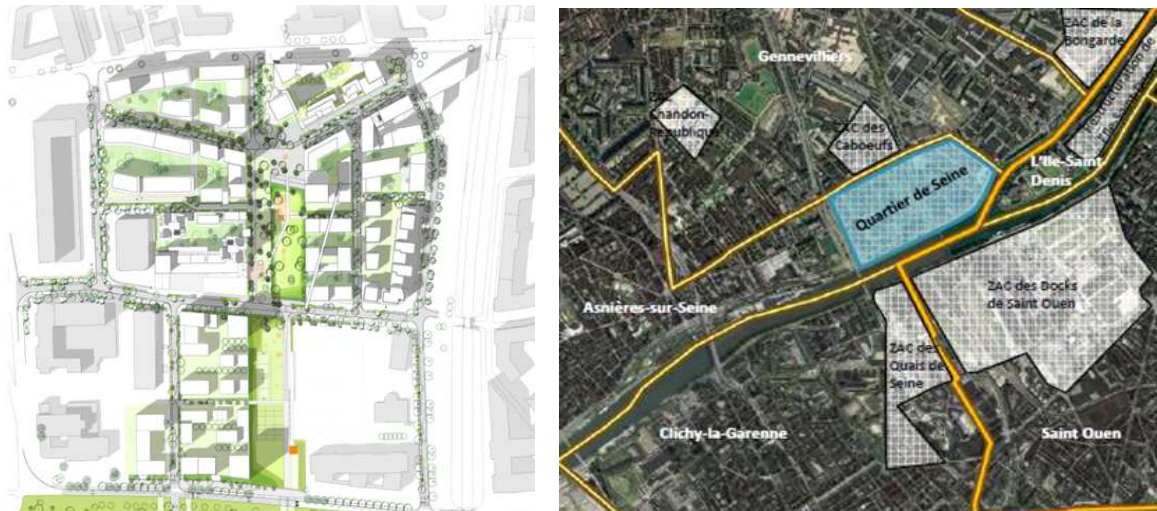 ZAC de la
Bongarde
Gennevilliers
Chandon-
République
ZAC des
Caboeufs
L'Ile-Saint
Denis
Quartier de Seine
ZAC des Docks
de Saint Ouen
Asnières-sur-Seine
ZAC des
Quais de
Seine
Clichy-la-Garenne
Saint Ouen